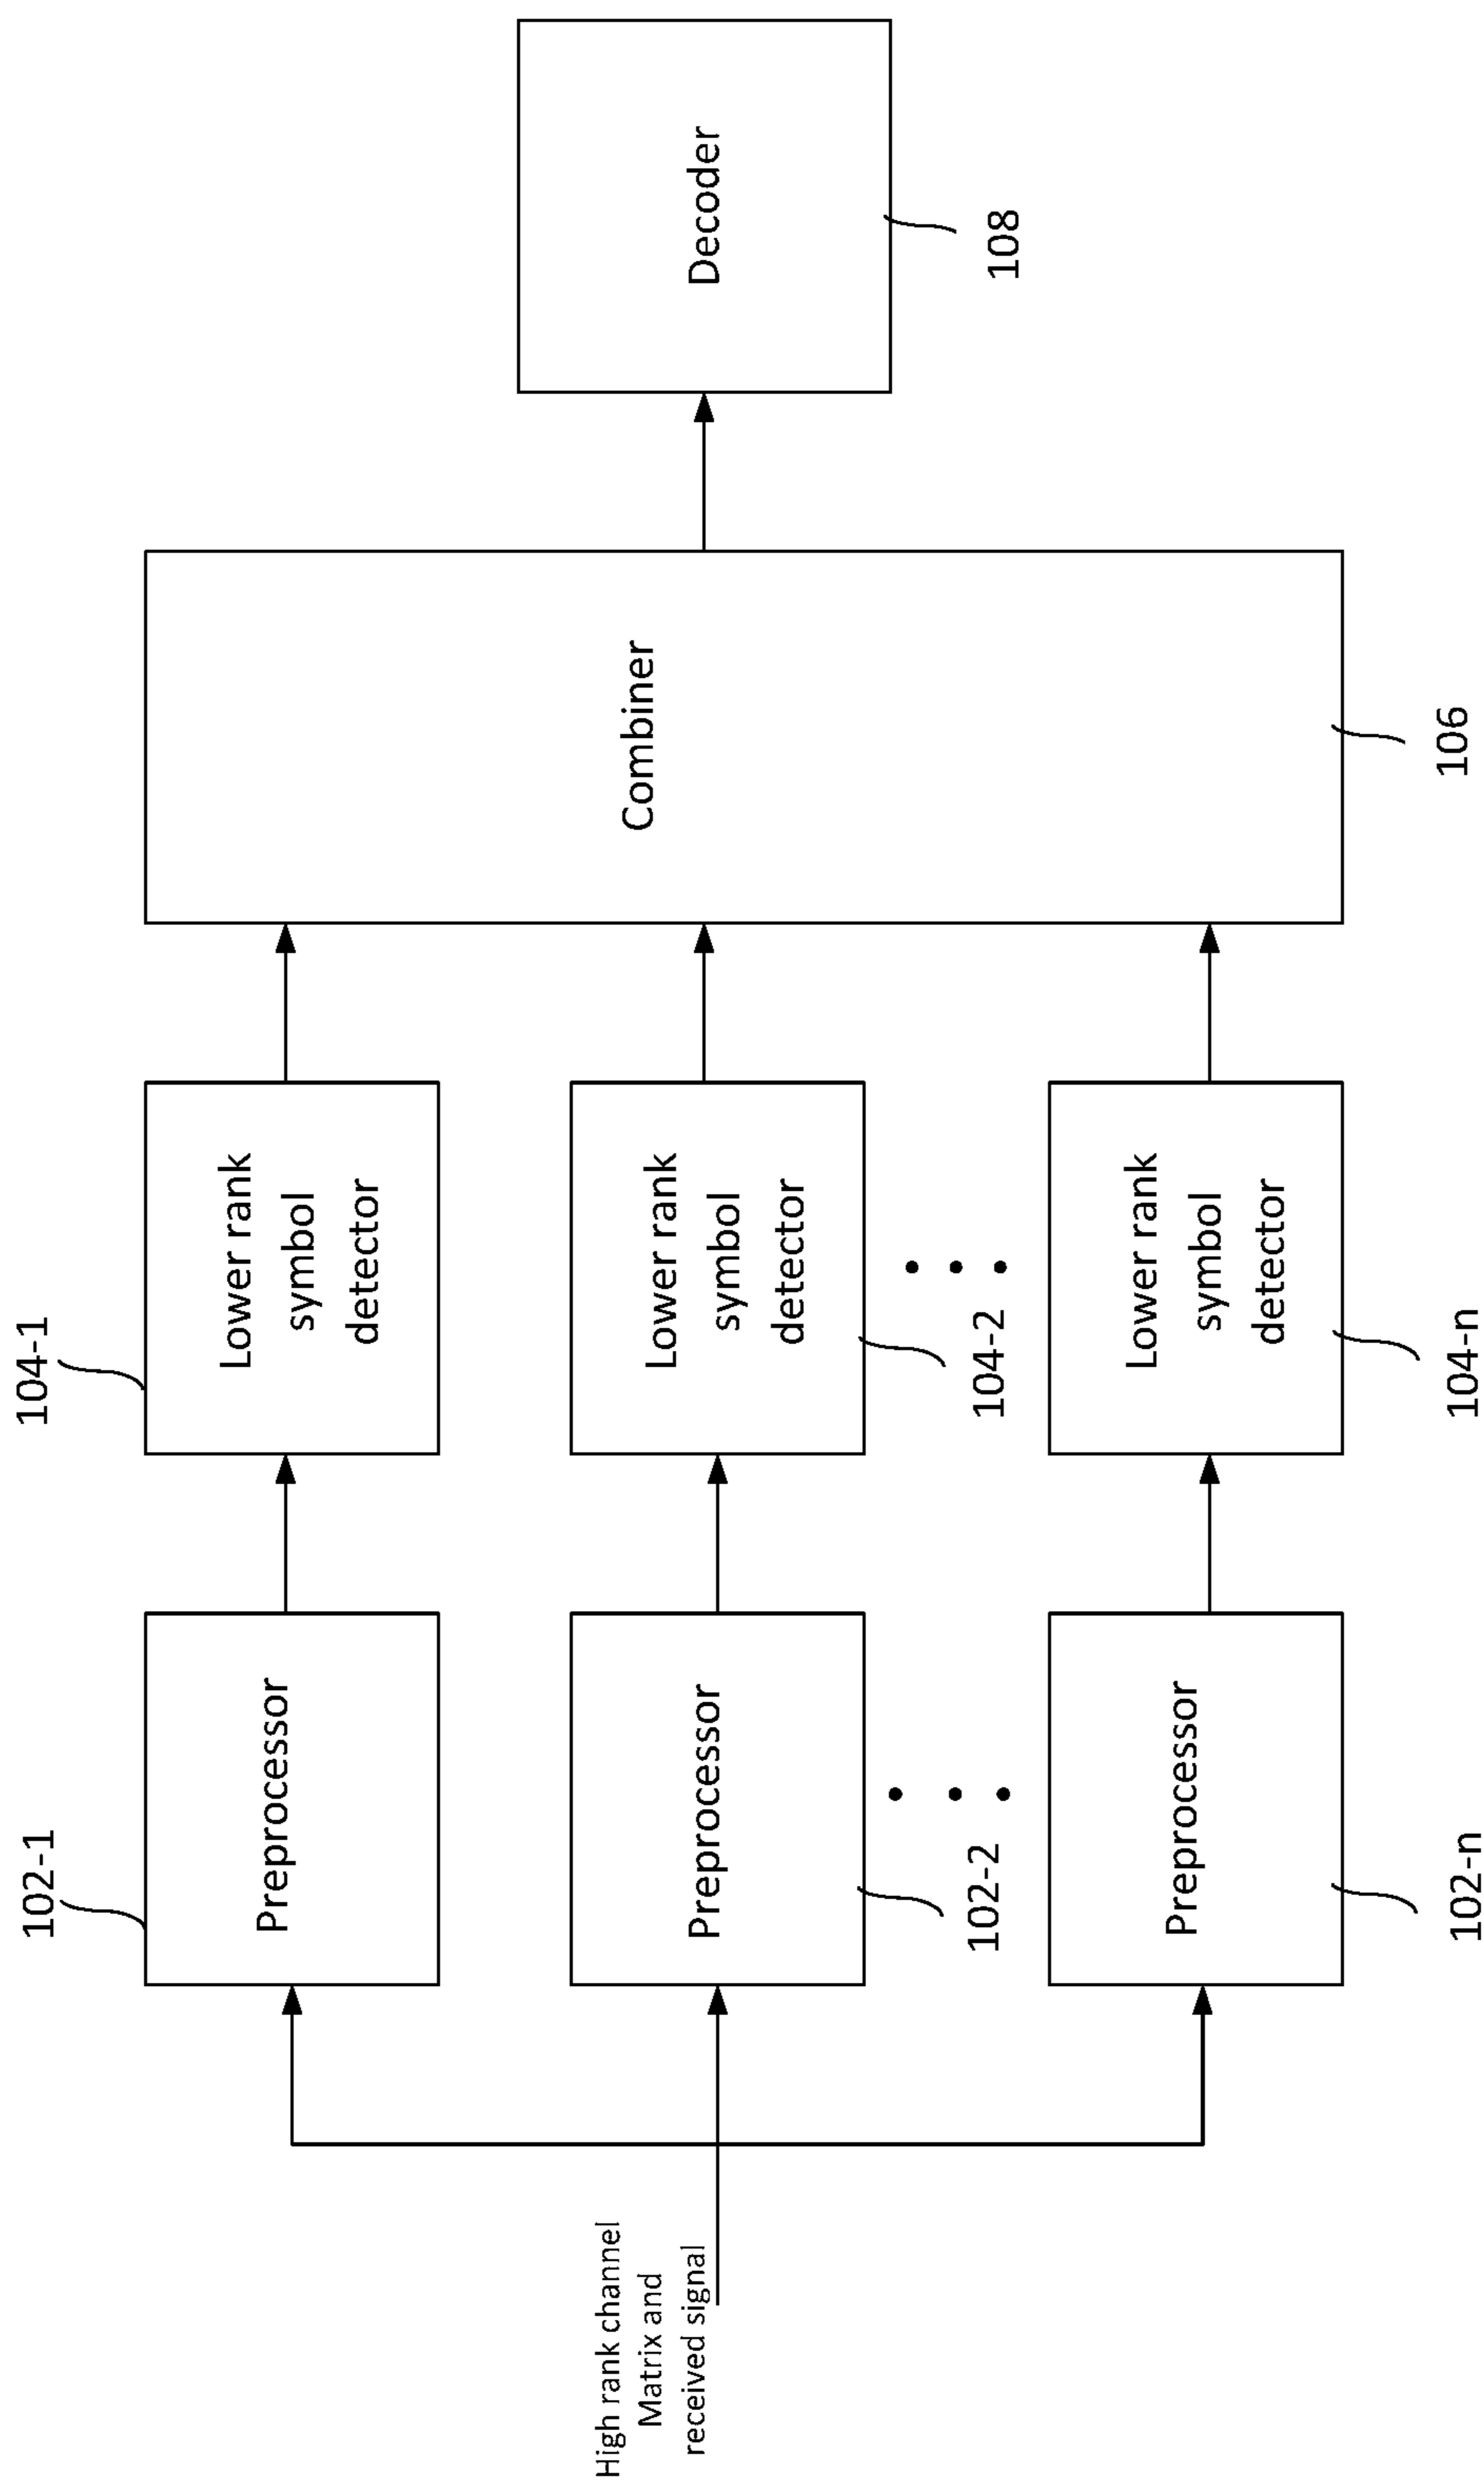 High rank channel
Matrix and
received signal
102-1
Preprocessor
102-2
Preprocessor
102-n
Preprocessor
104-1
Lower rank
symbol
detector
104-2
Lower rank
symbol
detector
104-n
Lower rank
symbol
detector
Combiner
106
Decoder
108